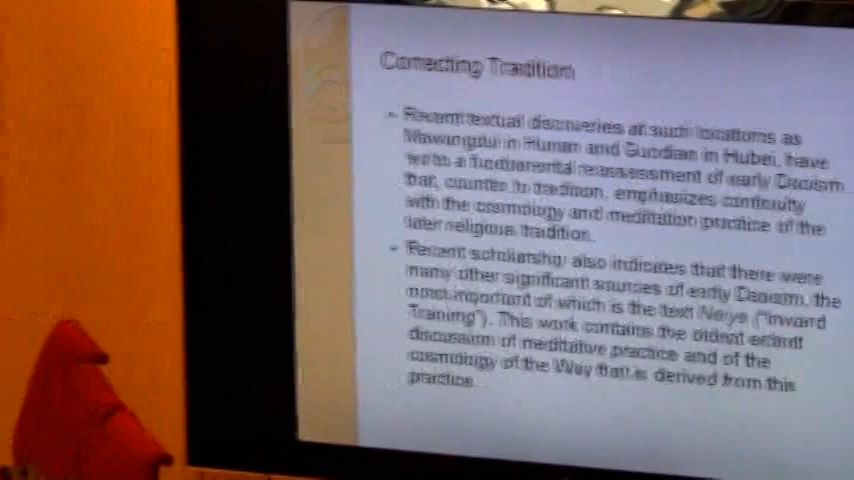 Correcting Tradition
Recent textual discoveries at such locations as
Mawangdui in Hunan and Guodian in Hubei, have
a fundamental reassessment of early Daoism
that, counter to tradition, emphasizes continuity
with the cosmology and meditation practice of the
later religious tradition.
Recent scholarship also indicates that there were
many other significant sources of early Daoism, the
most important of which is the text Neiye ("Inward
Training"). This work contains the oldest extant
discussion of meditative practice and of the
cosmology of the Way that is derived from this
practice.